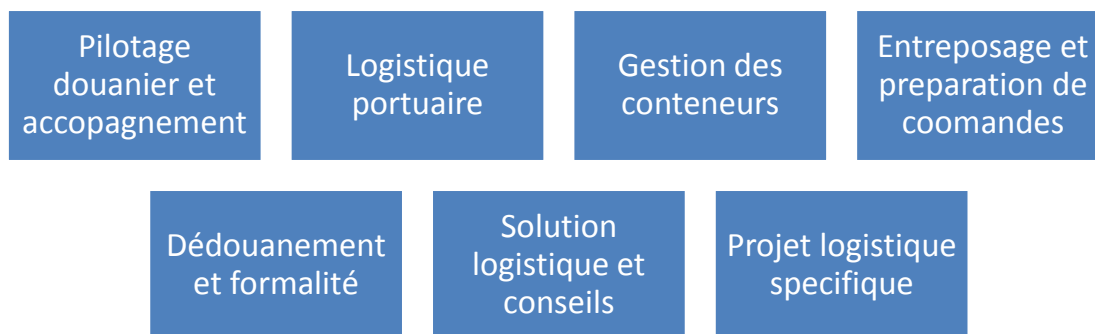 Pilotage
douanier et
accopagnement
Logistique
portuaire
Gestion des
conteneurs
Entreposage et
preparation de
coomandes
Dédouanement
et formalité
Solution
logistique et
conseils
Projet logistique
specifique